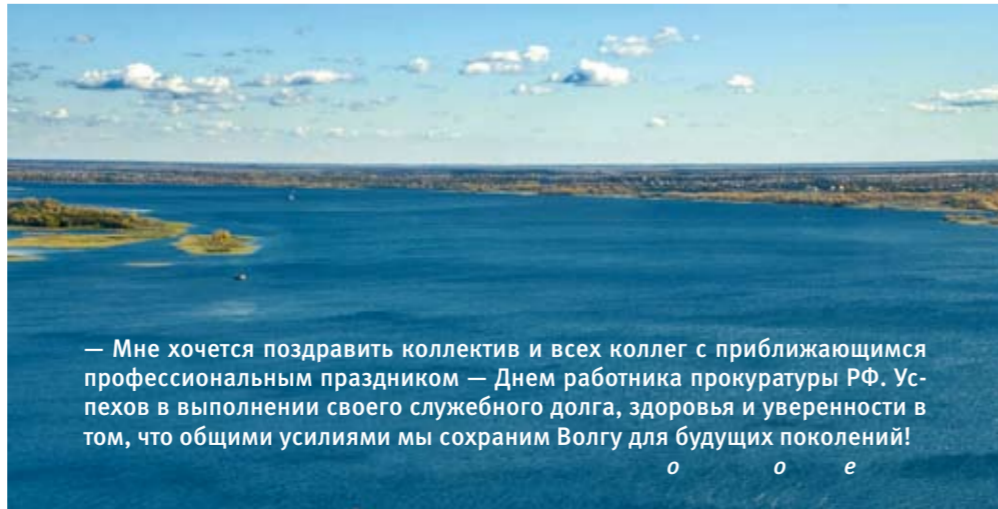 — Мне хочется поздравить коллектив и всех коллег с приближающимся
профессиональным праздником — Днем работника прокуратуры РФ. Ус-
пехов в выполнении своего служебного долга, здоровья и уверенности в
том, что общими усилиями мы сохраним Волгу для будущих поколений!
о о е